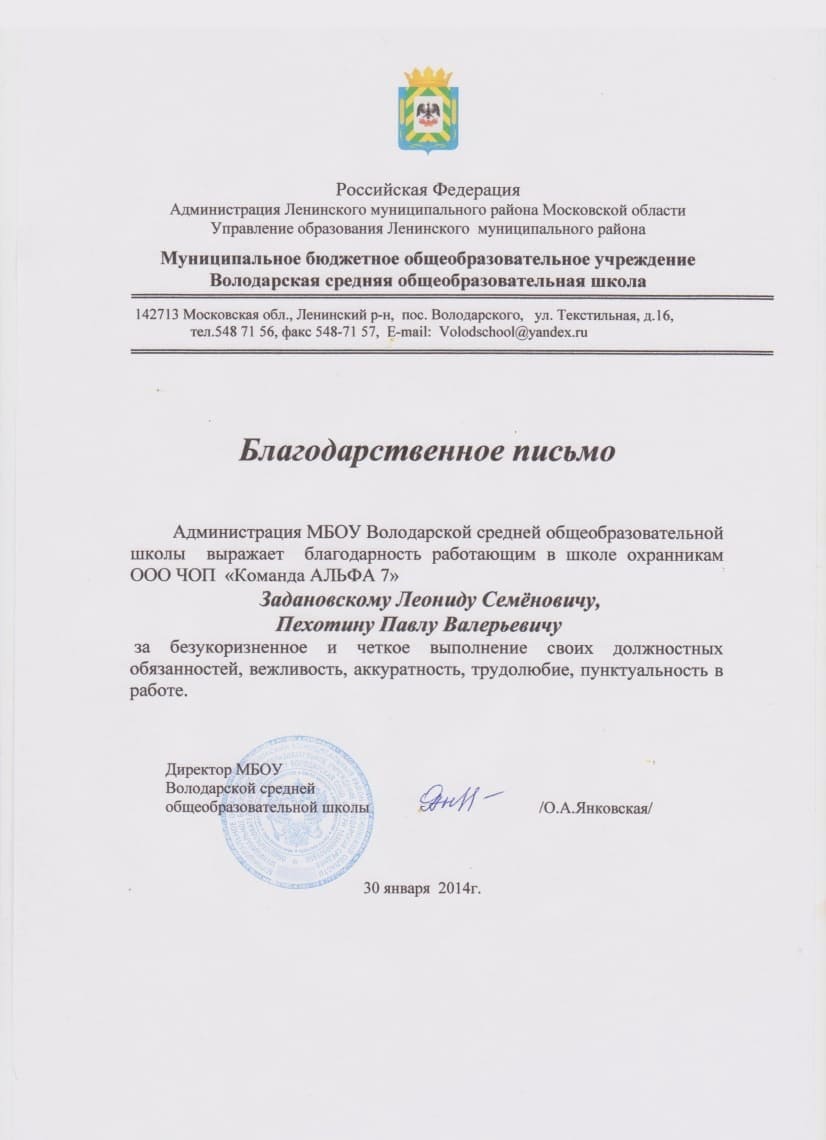 Российская Федерация
Администрация Ленинского муниципального района Московской области
Управление образования Ленинского муниципального района
Муниципальное бюджетное общеобразовательное учреждение
Володарская средняя общеобразовательная школа
142713 Московская обл., Ленинский р-н, пос. Володарского, ул. Текстильная, д.16,
тел.548 71 56, факс 548-71 57, E-mail: Volodschool@yandex.ru
Благодарственное письмо
Администрация МБОУ Володарской средней общеобразовательной
школы выражает благодарность работающим в школе охранникам
ООО ЧОП «Команда АЛЬФА 7»
Задановскому Леониду Семёновичу,
Пехотину Павлу Валерьевичу
за безукоризненное и четкое выполнение своих должностных
обязанностей, вежливость, аккуратность, трудолюбие, пунктуальность в
работе.
Директор МБОУ
Володарской средней
общеобразовательной школы /О.А.Янковская/
30 января 2014г.